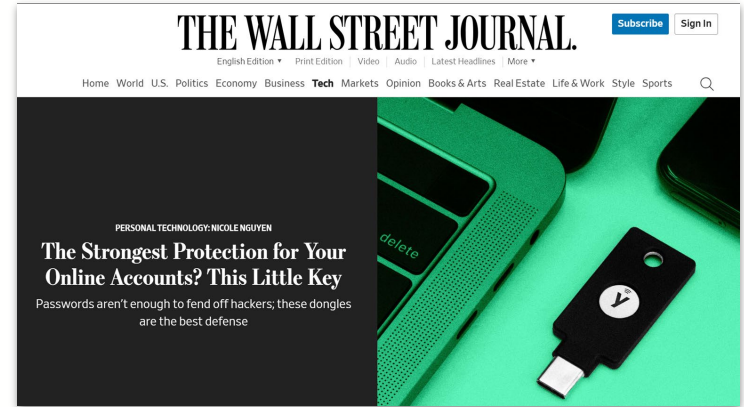 THE WALL STREET JOURNAL.
Subscribe
Sign In
English Edition ▼ Print Edition Video Audio Latest Headlines More ▼
Home World U.S. Politics Economy Business Tech Markets Opinion Books & Arts Real Estate Life & Work Style Sports
PERSONAL TECHNOLOGY: NICOLE NGUYEN
The Strongest Protection for Your
Online Accounts? This Little Key
Passwords aren't enough to fend off hackers; these dongles
are the best defense
delete
y